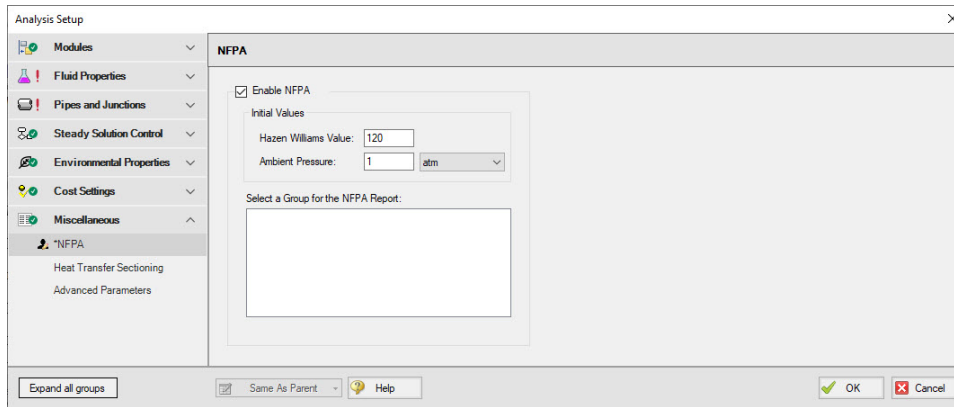 Analysis Setup
Modules
Fluid Properties
Pipes and Junctions
Steady Solution Control
Environmental Properties
Cost Settings
Miscellaneous
*NFPA
Heat Transfer Sectioning
Advanced Parameters
NFPA
Enable NFPA
Initial Values
Hazen Williams Value: 120
Ambient Pressure: 1 atm
Select a Group for the NFPA Report:
Expand all groups
Same As Parent
Help
OK
Cancel